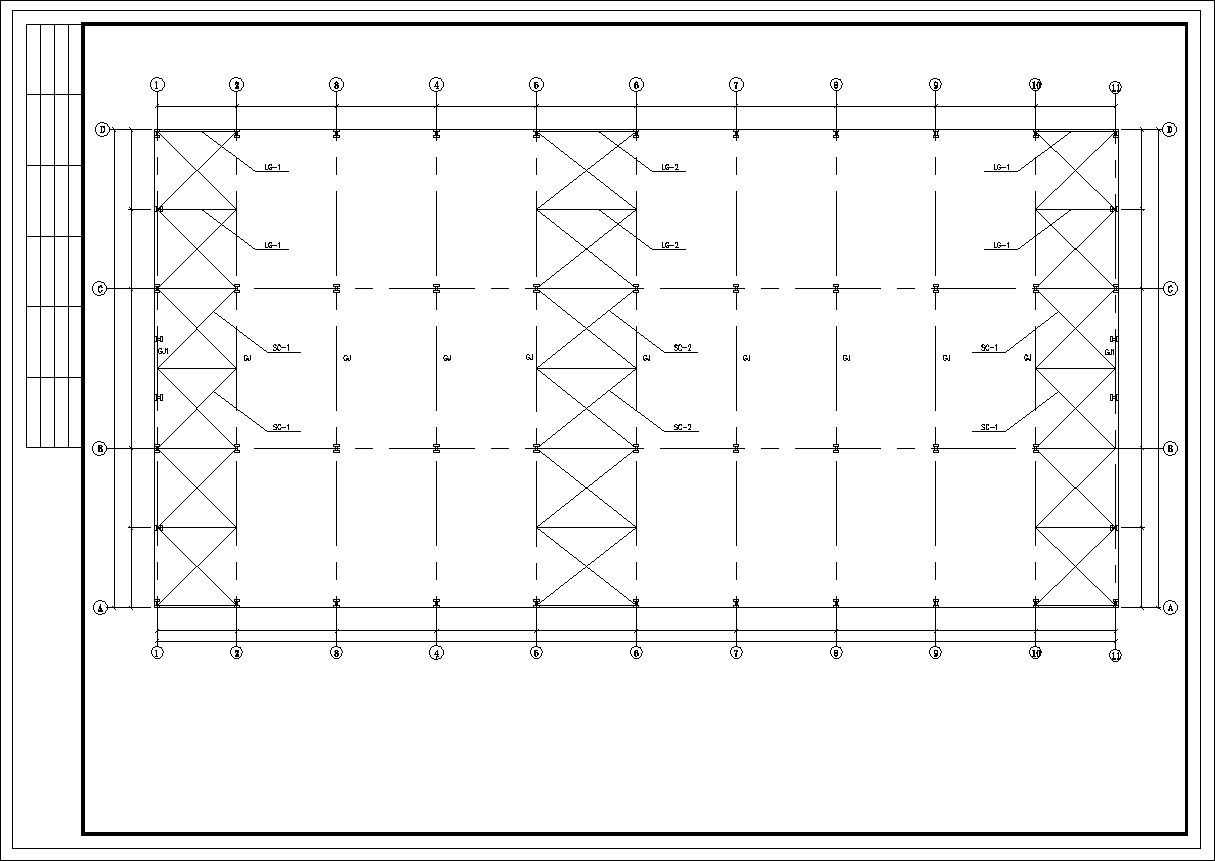 1 2 3 4 5 6 7 8 9 10 11
D D
LG-1 LG-2 LG-1
LG-1 LG-2 LG-1
C C
SC-1 SC-2 SC-1
GJ1 GJ GJ GJ GJ GJ GJ GJ GJ GJ GJ1
SC-1 SC-2 SC-1
B B
A A
1 2 3 4 5 6 7 8 9 10 11